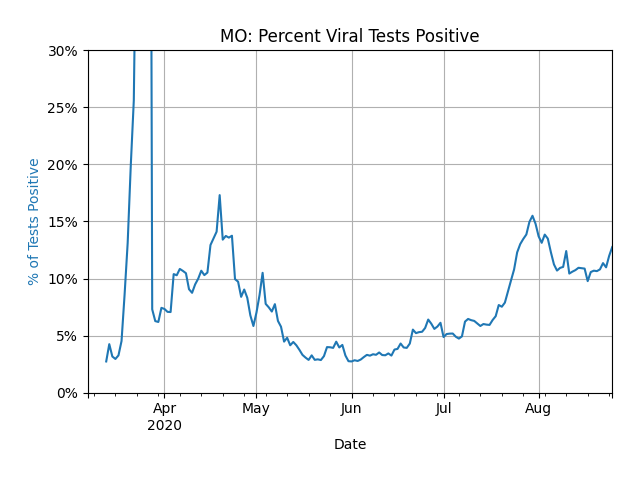 MO: Percent Viral Tests Positive
30%
25%
20%
15%
10%
5%
0%
% of Tests Positive
Apr May Jun Jul Aug
2020
Date